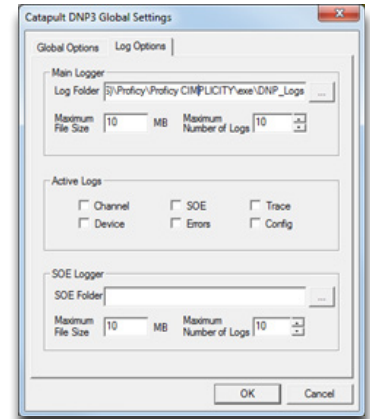 Catapult DNP3 Global Settings
Global Options Log Options
Main Logger
Log Folder \Proficy\Proficy CIMPLICITY\exe\DNP_Logs ...
Maximum File Size 10 MB Maximum Number of Logs 10
Active Logs
Channel SOE Trace
Device Errors Config
SOE Logger
SOE Folder ...
Maximum File Size 10 MB Maximum Number of Logs 10
OK Cancel